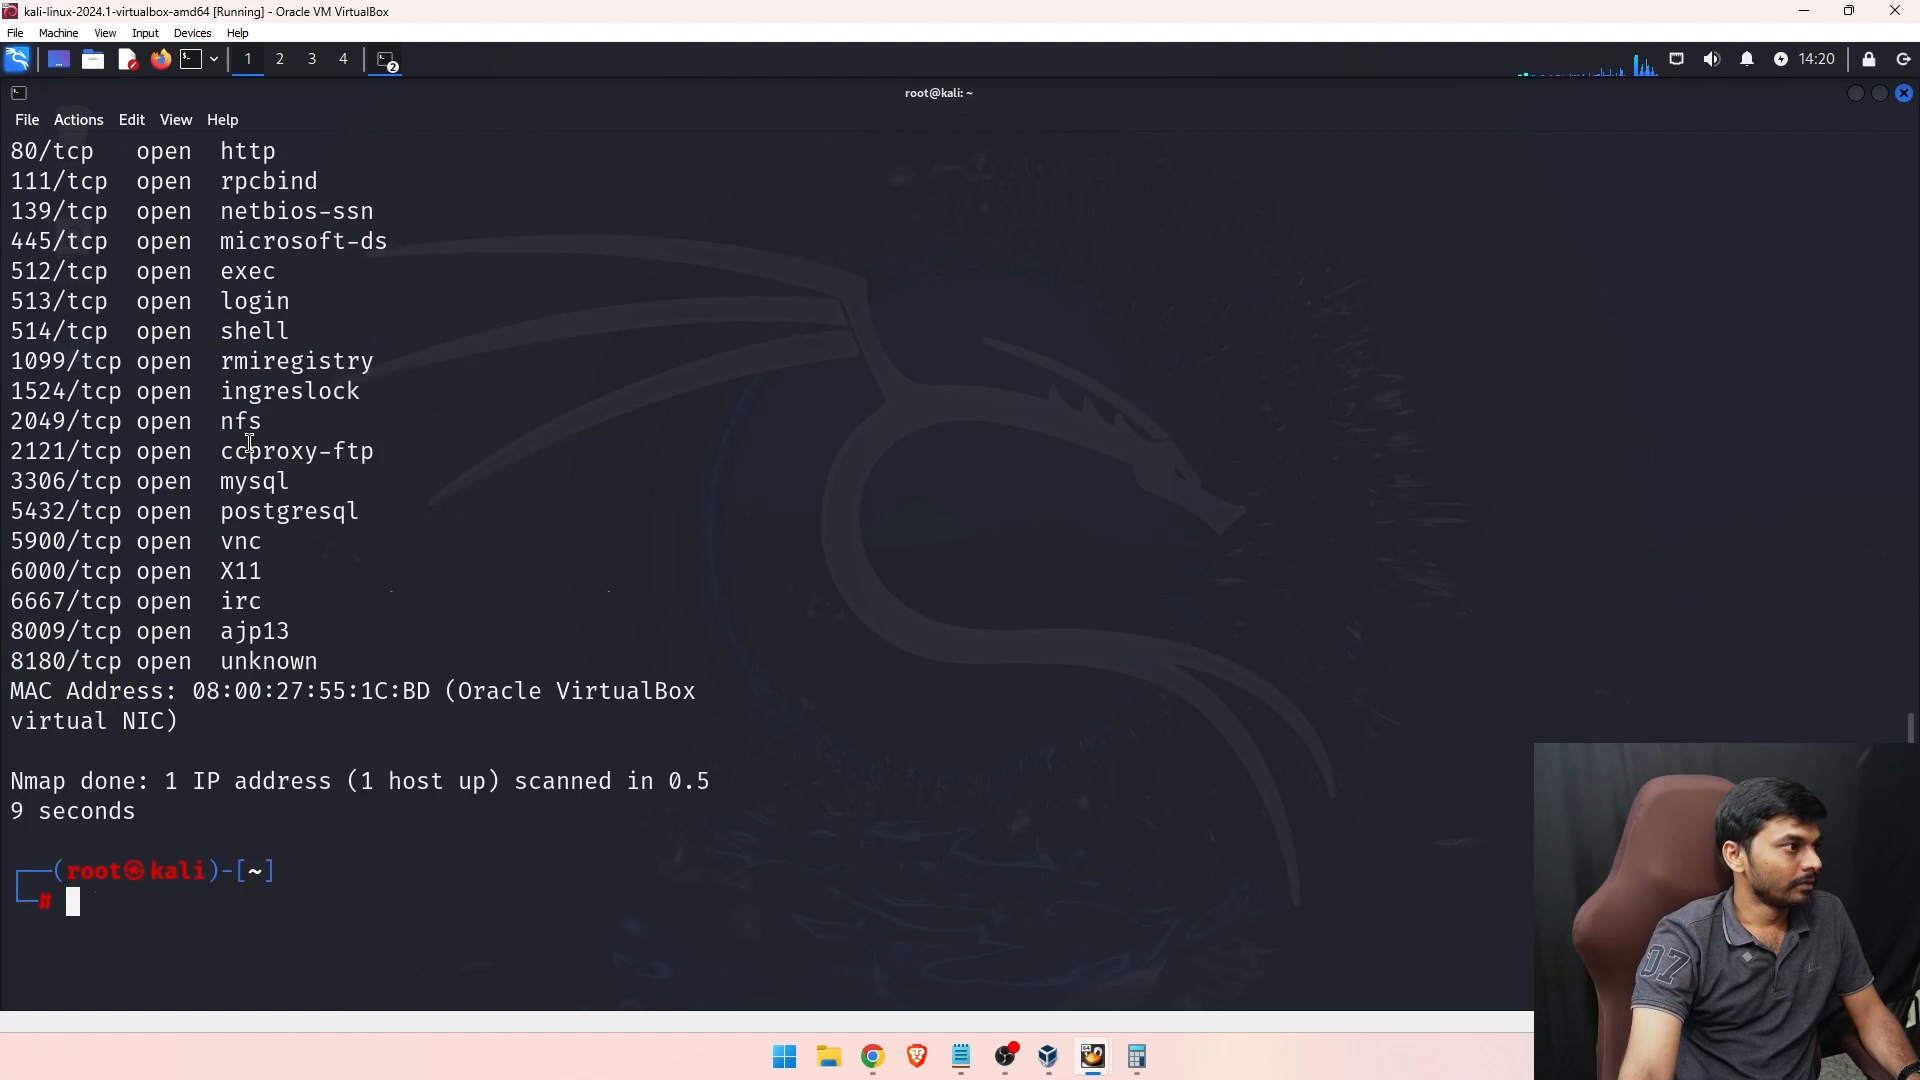 kali-linux-2024.1-virtualbox-amd64 [Running] - Oracle VM VirtualBox
File Machine View Input Devices Help
1 2 3 4 2 14:20
root@kali: ~
File Actions Edit View Help
80/tcp open http
111/tcp open rpcbind
139/tcp open netbios-ssn
445/tcp open microsoft-ds
512/tcp open exec
513/tcp open login
514/tcp open shell
1099/tcp open rmiregistry
1524/tcp open ingreslock
2049/tcp open nfs
2121/tcp open ccproxy-ftp
3306/tcp open mysql
5432/tcp open postgresql
5900/tcp open vnc
6000/tcp open X11
6667/tcp open irc
8009/tcp open ajp13
8180/tcp open unknown
MAC Address: 08:00:27:55:1C:BD (Oracle VirtualBox
virtual NIC)
Nmap done: 1 IP address (1 host up) scanned in 0.5
9 seconds
┌──(root㉿kali)-[~]
└─#
07